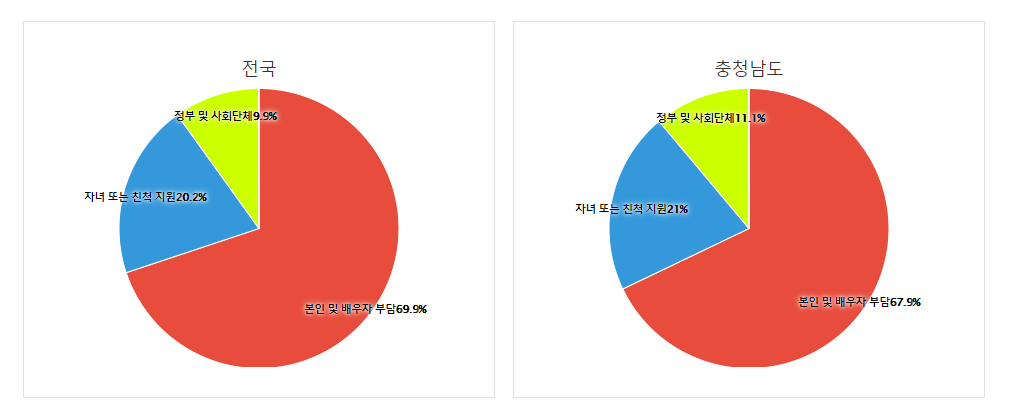 전국
정부 및 사회단체9.9%
자녀 또는 친척 지원20.2%
본인 및 배우자 부담69.9%
충청남도
정부 및 사회단체11.1%
자녀 또는 친척 지원21%
본인 및 배우자 부담67.9%